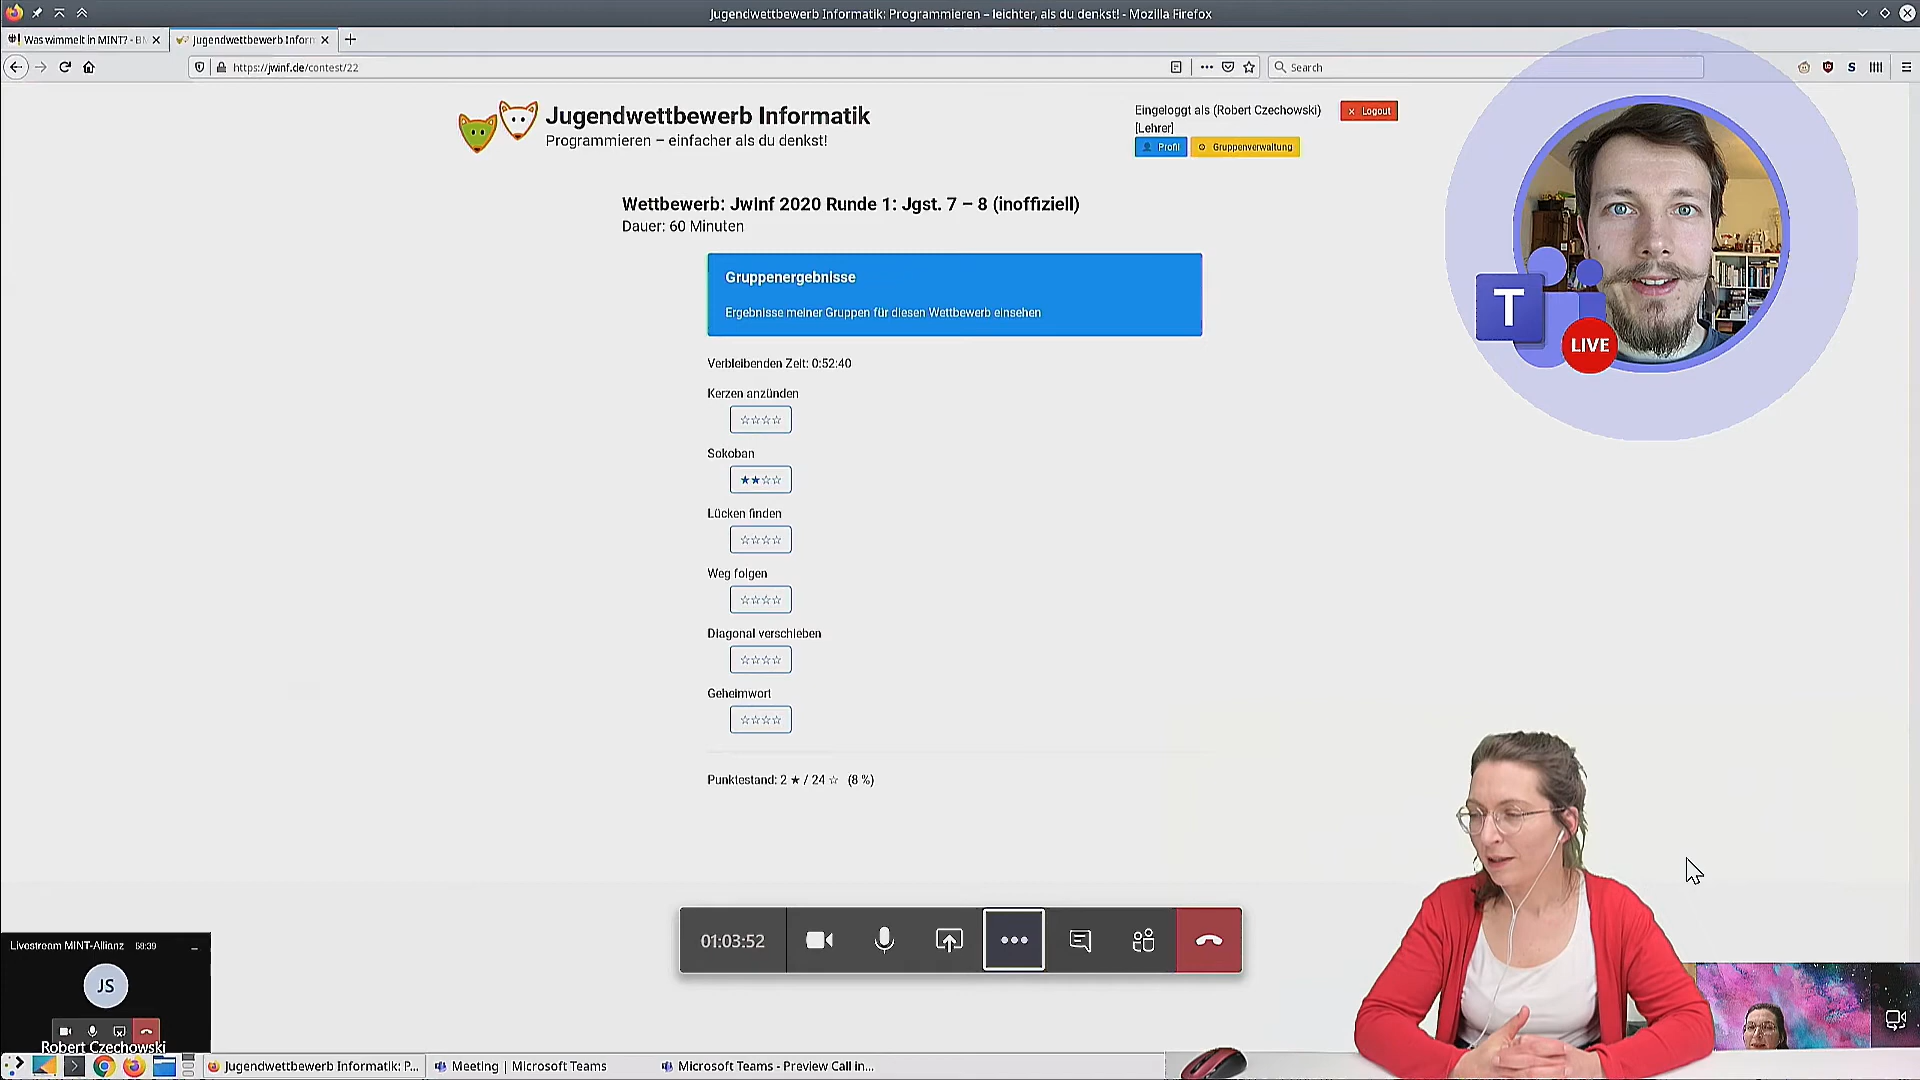 Jugendwettbewerb Informatik: Programmieren – leichter, als du denkst! - Mozilla Firefox
Was wimmelt in MINT? - B
Jugendwettbewerb Inform
https://jwinf.de/contest/22
Search
Jugendwettbewerb Informatik
Programmieren – einfacher als du denkst!
Eingeloggt als (Robert Czechowski)
[Lehrer]
Logout
Profil
Gruppenverwaltung
Wettbewerb: JwInf 2020 Runde 1: Jgst. 7 – 8 (inoffiziell)
Dauer: 60 Minuten
Gruppenergebnisse
Ergebnisse meiner Gruppen für diesen Wettbewerb einsehen
T
LIVE
Verbleibenden Zeit: 0:52:40
Kerzen anzünden
☆☆☆☆
Sokoban
★★☆☆
Lücken finden
☆☆☆☆
Weg folgen
☆☆☆☆
Diagonal verschieben
☆☆☆☆
Geheimwort
☆☆☆☆
Punktestand: 2 ★ / 24 ☆ (8 %)
01:03:52
Livestream MINT-Allianz
JS
Robert Czechowski
Jugendwettbewerb Informatik: P...
Meeting | Microsoft Teams
Microsoft Teams - Preview Call in...